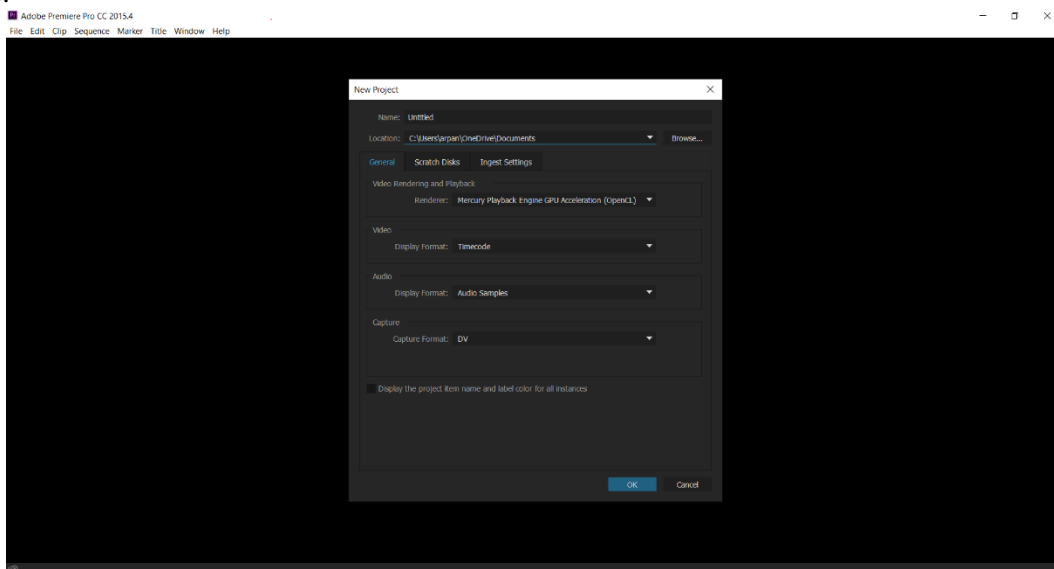 Adobe Premiere Pro CC 2015.4
File Edit Clip Sequence Marker Title Window Help
New Project
Name: Untitled
Location: C:\Users\arpan\OneDrive\Documents Browse...
General Scratch Disks Ingest Settings
Video Rendering and Playback
Renderer: Mercury Playback Engine GPU Acceleration (OpenCL)
Video
Display Format: Timecode
Audio
Display Format: Audio Samples
Capture
Capture Format: DV
Display the project item name and label color for all instances
OK Cancel